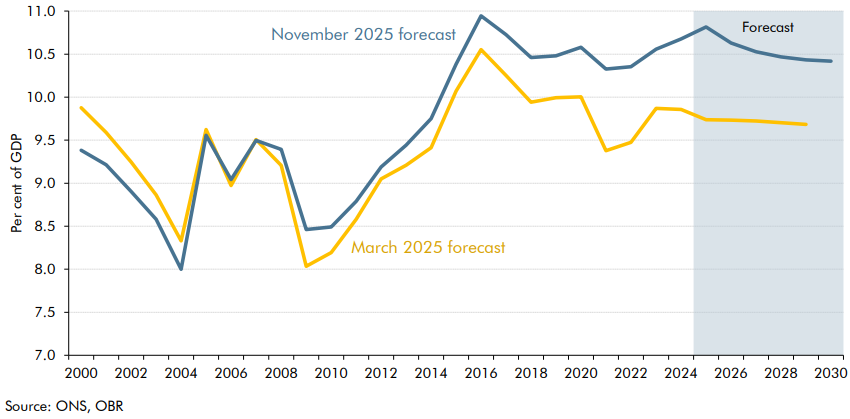 11.0
November 2025 forecast
Forecast
10.5
10.0
9.5
Per cent of GDP
9.0
8.5
March 2025 forecast
8.0
7.5
7.0
2000 2002 2004 2006 2008 2010 2012 2014 2016 2018 2020 2022 2024 2026 2028 2030
Source: ONS, OBR